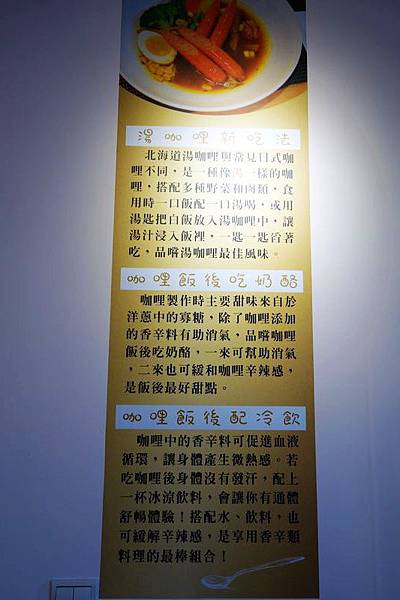 湯咖哩新吃法
北海道湯咖哩與常見日式咖
哩不同，是一種像湯一樣的咖
哩，搭配多種野菜和肉類，食
用時一口飯配一口湯喝，或用
湯匙把白飯放入湯咖哩中，讓
湯汁浸入飯裡，一匙一匙舀著
吃，品嚐湯咖哩最佳風味。
咖哩飯後吃奶酪
咖哩製作時主要甜味來自於
洋蔥中的寡糖，除了咖哩添加
的香辛料有助消氣，品嚐咖哩
飯後吃奶酪，一來可幫助消氣
，二來也可緩和咖哩辛辣感，
是飯後最好甜點。
咖哩飯後配冷飲
咖哩中的香辛料可促進血液
循環，讓身體產生微熱感。若
吃咖哩後身體沒有發汗，配上
一杯冰涼飲料，會讓你有通體
舒暢體驗！搭配水、飲料，也
可緩解辛辣感，是享用香辛類
料理的最棒組合！